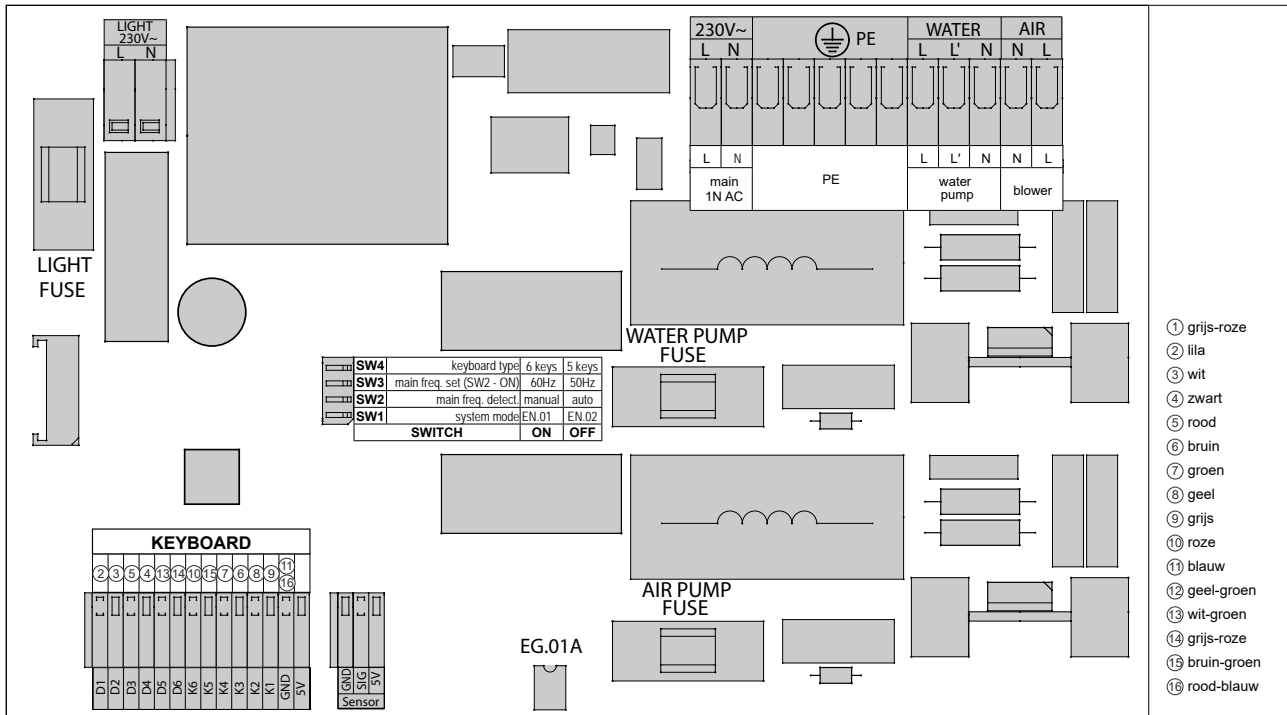 LIGHT
230V~
L N
LIGHT
FUSE
230V~ PE WATER AIR
L N L L' N N L
L N PE L L' N N L
main
1N AC
water
pump
blower
WATER PUMP
FUSE
SW4 keyboard type 6 keys 5 keys
SW3 main freq. set (SW2 - ON) 60Hz 50Hz
SW2 main freq. detect. manual auto
SW1 system mode EN.01 EN.02
SWITCH ON OFF
AIR PUMP
FUSE
EG.01A
KEYBOARD
2 3 5 4 13 14 10 15 7 6 8 9 11 16
D1 D2 D3 D4 D5 D6 K6 K5 K4 K3 K2 K1 GND 5V
GND SIG 5V
Sensor
1 grijs-roze
2 lila
3 wit
4 zwart
5 rood
6 bruin
7 groen
8 geel
9 grijs
10 roze
11 blauw
12 geel-groen
13 wit-groen
14 grijs-roze
15 bruin-groen
16 rood-blauw